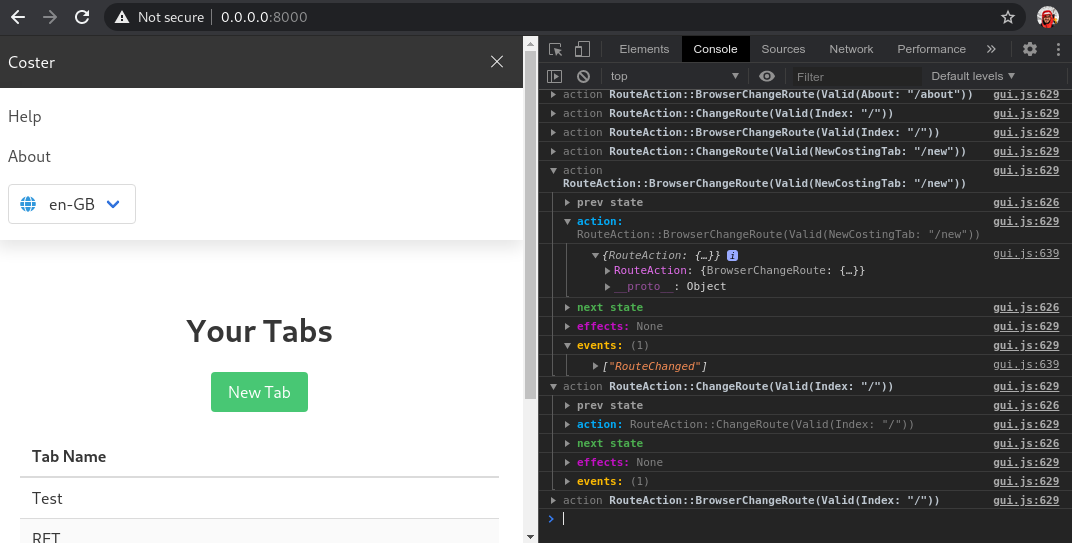 Not secure | 0.0.0.0:8000
Coster
Help
About
en-GB
Your Tabs
New Tab
Tab Name
Test
RET
Elements Console Sources Network Performance »
top Filter Default levels
action RouteAction::BrowserChangeRoute(Valid(About: "/about")) gui.js:629
action RouteAction::ChangeRoute(Valid(Index: "/")) gui.js:629
action RouteAction::BrowserChangeRoute(Valid(Index: "/")) gui.js:629
action RouteAction::ChangeRoute(Valid(NewCostingTab: "/new")) gui.js:629
action gui.js:629
RouteAction::BrowserChangeRoute(Valid(NewCostingTab: "/new"))
prev state gui.js:626
action: gui.js:629
RouteAction::BrowserChangeRoute(Valid(NewCostingTab: "/new"))
{RouteAction: {…}} i gui.js:639
RouteAction: {BrowserChangeRoute: {…}}
__proto__: Object
next state gui.js:626
effects: None gui.js:629
events: (1) gui.js:629
["RouteChanged"] gui.js:639
action RouteAction::ChangeRoute(Valid(Index: "/")) gui.js:629
prev state gui.js:626
action: RouteAction::ChangeRoute(Valid(Index: "/")) gui.js:629
next state gui.js:626
effects: None gui.js:629
events: (1) gui.js:629
action RouteAction::BrowserChangeRoute(Valid(Index: "/")) gui.js:629